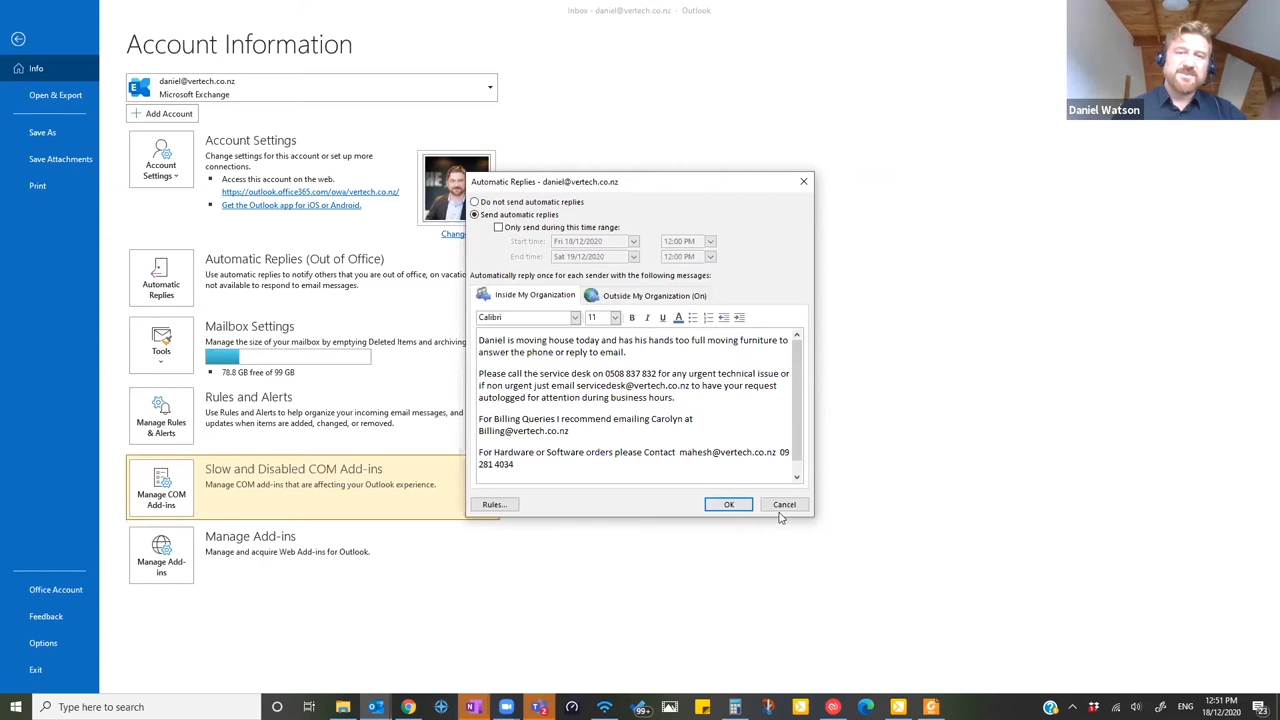 Inbox - daniel@vertech.co.nz - Outlook
Account Information
Info
Open & Export
Save As
Save Attachments
Print
Office Account
Feedback
Options
Exit
daniel@vertech.co.nz
Microsoft Exchange
Add Account
Account
Settings
Account Settings
Change settings for this account or set up more
connections.
Access this account on the web.
https://outlook.office365.com/owa/vertech.co.nz/
Get the Outlook app for iOS or Android.
Chang
Automatic
Replies
Automatic Replies (Out of Office)
Use automatic replies to notify others that you are out of office, on vacatio
not available to respond to email messages.
Tools
Mailbox Settings
Manage the size of your mailbox by emptying Deleted Items and archiving
78.8 GB free of 99 GB
Manage Rules
& Alerts
Rules and Alerts
Use Rules and Alerts to help organize your incoming email messages, and
updates when items are added, changed, or removed.
Manage COM
Add-ins
Slow and Disabled COM Add-ins
Manage COM add-ins that are affecting your Outlook experience.
Manage Add-
ins
Manage Add-ins
Manage and acquire Web Add-ins for Outlook.
Automatic Replies - daniel@vertech.co.nz
Do not send automatic replies
Send automatic replies
Only send during this time range:
Start time: Fri 18/12/2020 12:00 PM
End time: Sat 19/12/2020 12:00 PM
Automatically reply once for each sender with the following messages:
Inside My Organization Outside My Organization (On)
Calibri 11 B I U A
Daniel is moving house today and has his hands too full moving furniture to
answer the phone or reply to email.
Please call the service desk on 0508 837 832 for any urgent technical issue or
if non urgent just email servicedesk@vertech.co.nz to have your request
autologged for attention during business hours.
For Billing Queries I recommend emailing Carolyn at
Billing@vertech.co.nz
For Hardware or Software orders please Contact mahesh@vertech.co.nz 09
281 4034
Rules... OK Cancel
Daniel Watson
Type here to search
99+
12:51 PM
18/12/2020